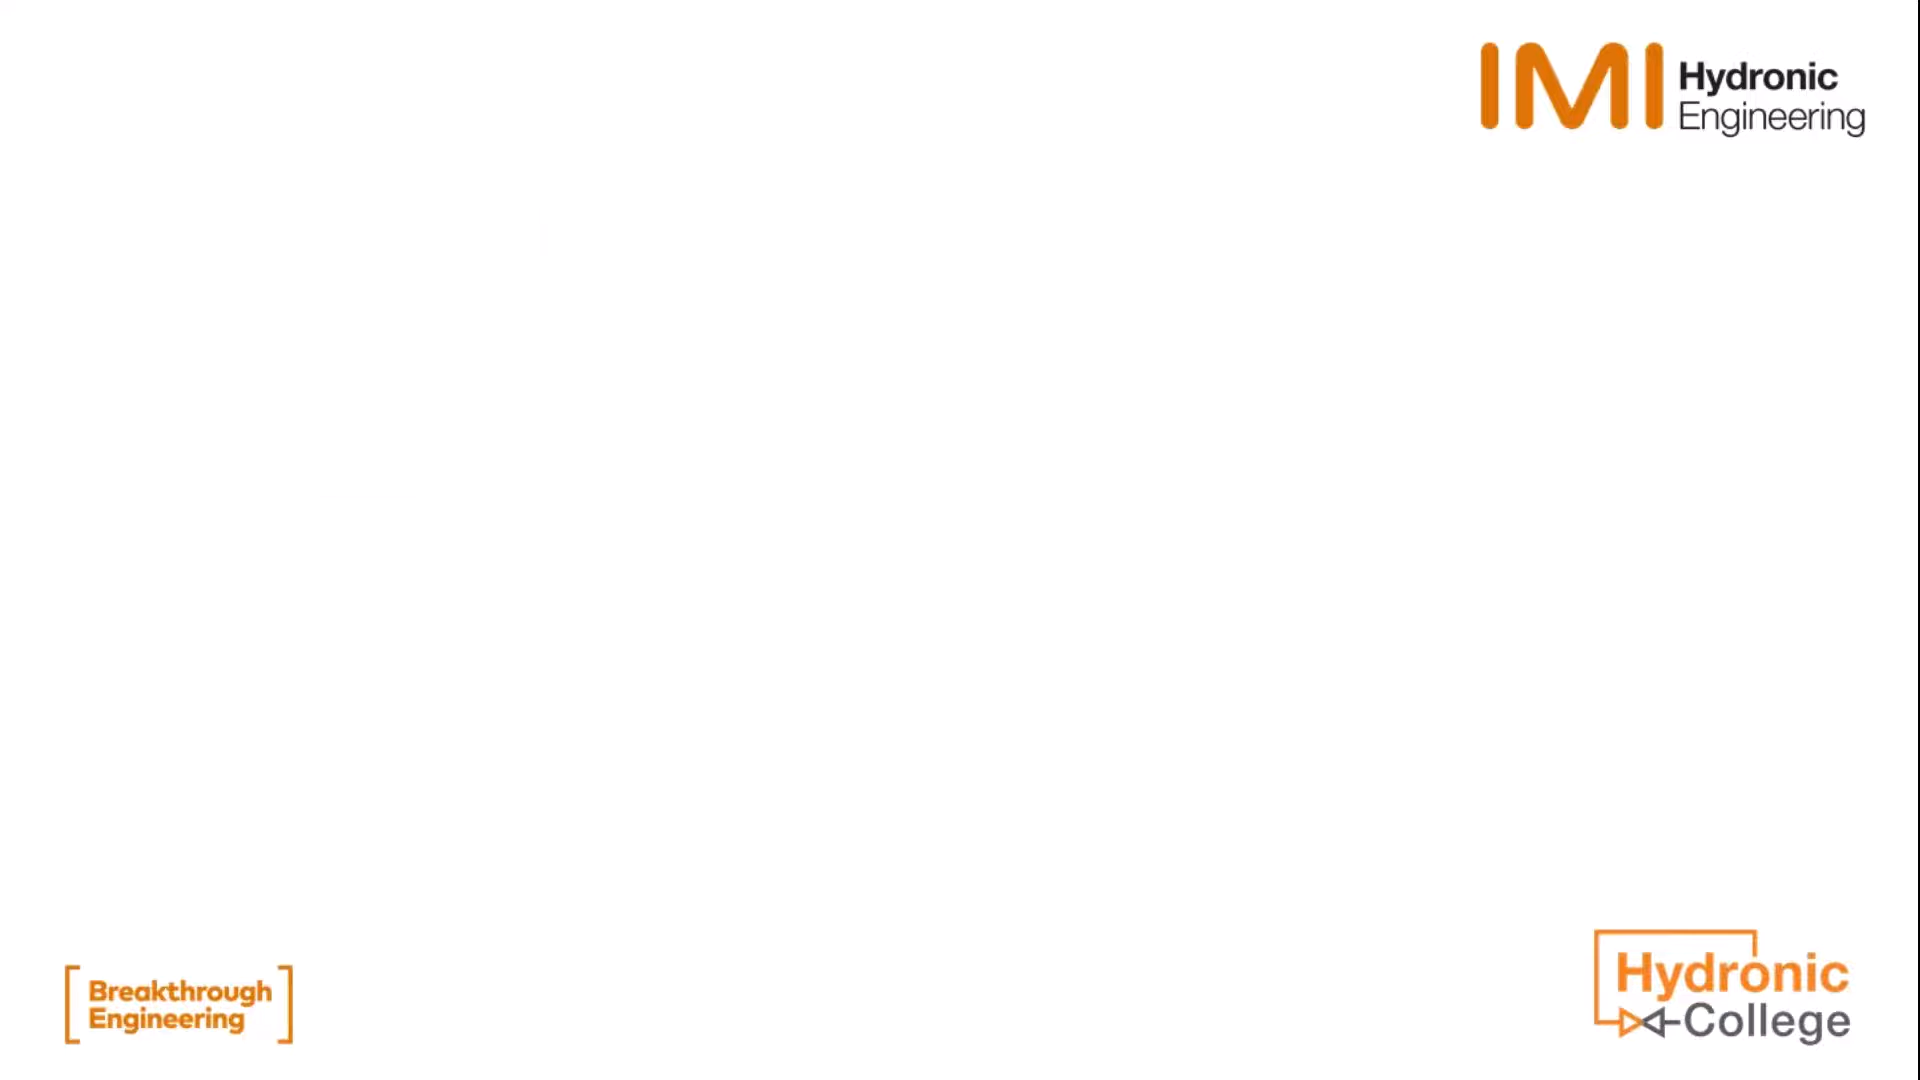 IMI Hydronic
Engineering
Breakthrough
Engineering
Hydronic
College